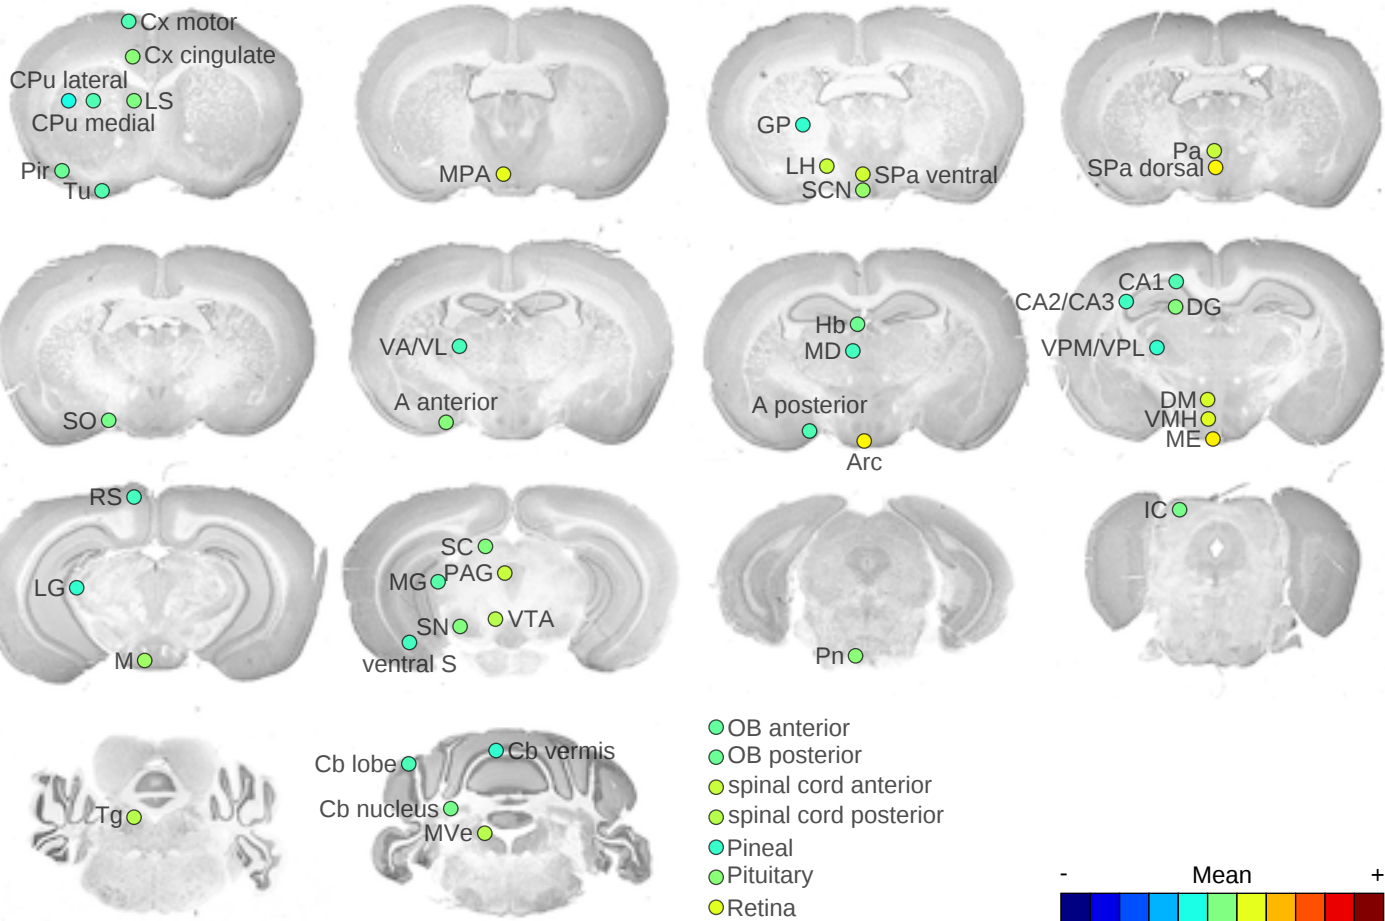 Cx motor
Cx cingulate
CPu lateral
LS
CPu medial
Pir
Tu
MPA
GP
LH
SPa ventral
SCN
Pa
SPa dorsal
SO
VA/VL
A anterior
Hb
MD
A posterior
Arc
CA1
CA2/CA3
DG
VPM/VPL
DM
VMH
ME
RS
LG
M
SC
PAG
MG
VTA
SN
ventral S
Pn
IC
Tg
Cb vermis
Cb lobe
Cb nucleus
MVe
OB anterior
OB posterior
spinal cord anterior
spinal cord posterior
Pineal
Pituitary
Retina
- Mean +